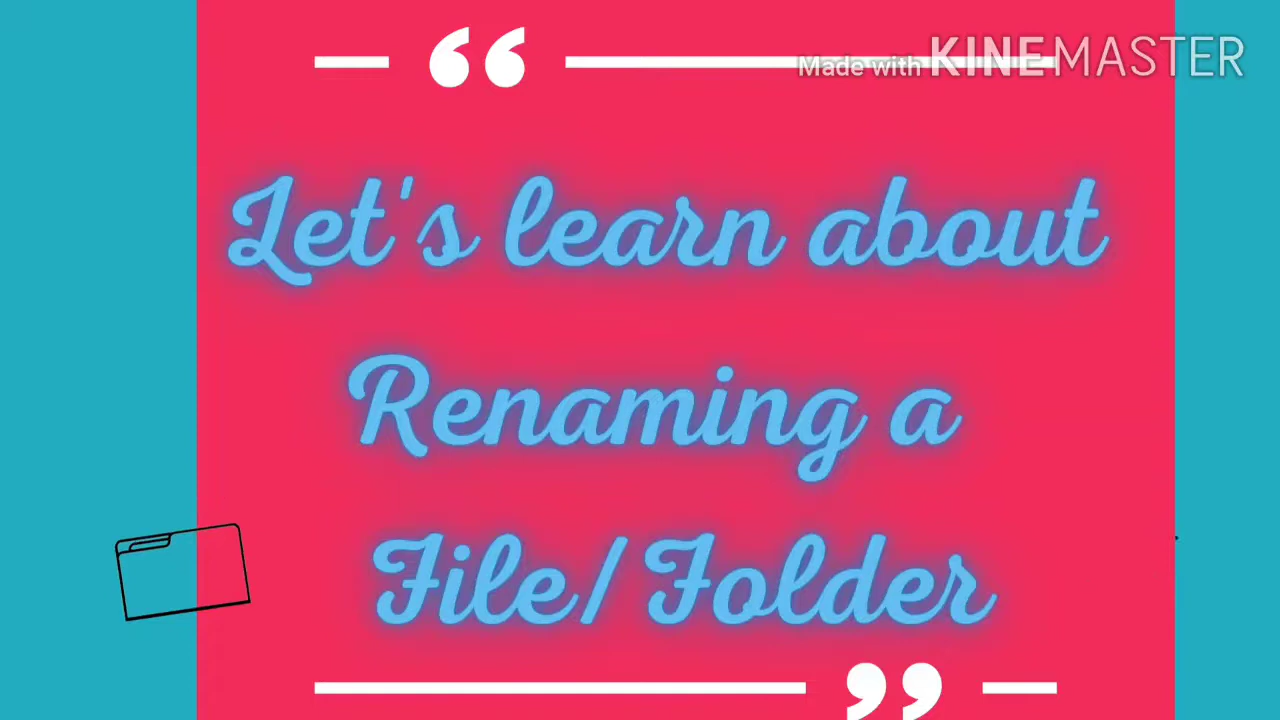 “
Made with KINEMASTER
Let's learn about
Renaming a
File/Folder
”